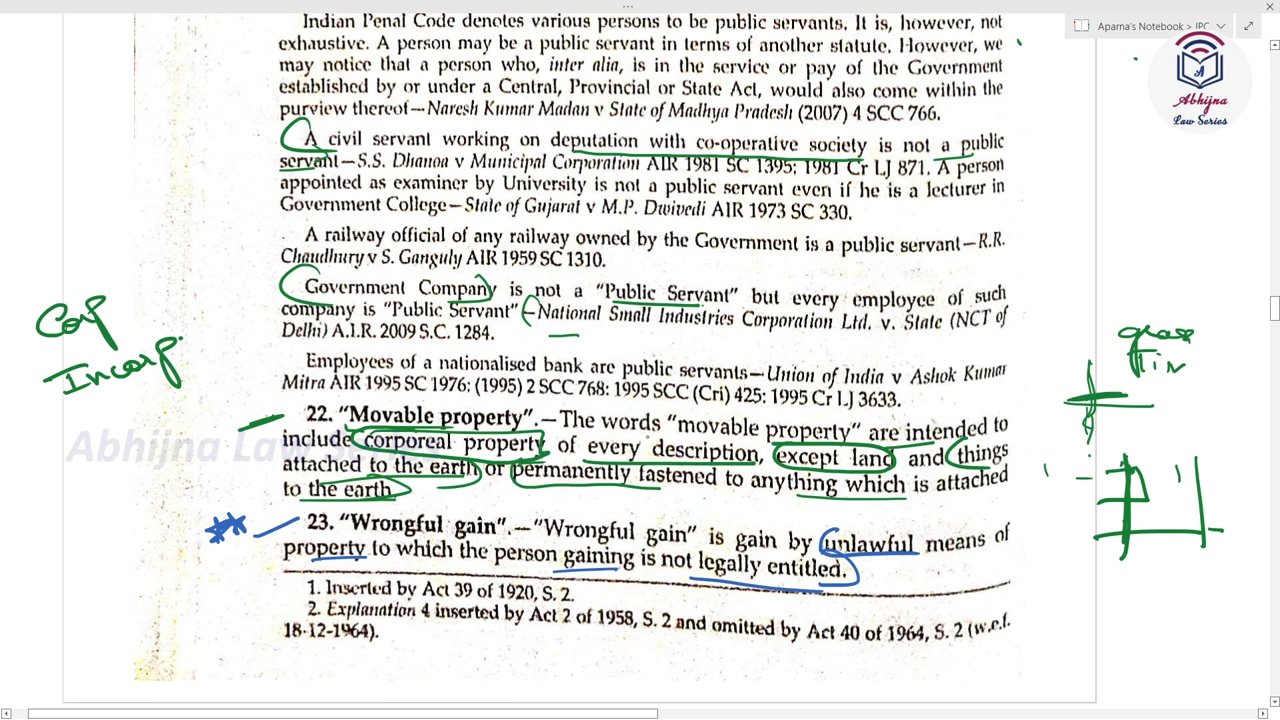 Aparna's Notebook > IPC
Abhijna
Law Series
Indian Penal Code denotes various persons to be public servants. It is, however, not
exhaustive. A person may be a public servant in terms of another statute. However, we
may notice that a person who, inter alia, is in the service or pay of the Government
established by or under a Central, Provincial or State Act, would also come within the
purview thereof—Naresh Kumar Madan v State of Madhya Pradesh (2007) 4 SCC 766.
A civil servant working on deputation with co-operative society is not a public
servant—S.S. Dhanoa v Municipal Corporation AIR 1981 SC 1395: 1981 Cr LJ 871. A person
appointed as examiner by University is not a public servant even if he is a lecturer in
Government College—State of Gujarat v M.P. Dwivedi AIR 1973 SC 330.
A railway official of any railway owned by the Government is a public servant—R.R.
Chaudhury v S. Ganguly AIR 1959 SC 1310.
Government Company is not a "Public Servant" but every employee of such
company is "Public Servant"—National Small Industries Corporation Ltd. v. State (NCT of
Delhi) A.I.R. 2009 S.C. 1284.
Corp
Incorp.
Employees of a nationalised bank are public servants—Union of India v Ashok Kumar
Mitra AIR 1995 SC 1976: (1995) 2 SCC 768: 1995 SCC (Cri) 425: 1995 Cr LJ 3633.
22. "Movable property".—The words "movable property" are intended to
include corporeal property of every description, except land and things
attached to the earth or permanently fastened to anything which is attached
to the earth.
Abhijna Law Series
23. "Wrongful gain".—"Wrongful gain" is gain by unlawful means of
property to which the person gaining is not legally entitled.
1. Inserted by Act 39 of 1920, S. 2.
2. Explanation 4 inserted by Act 2 of 1958, S. 2 and omitted by Act 40 of 1964, S. 2 (w.e.f.
18-12-1964).